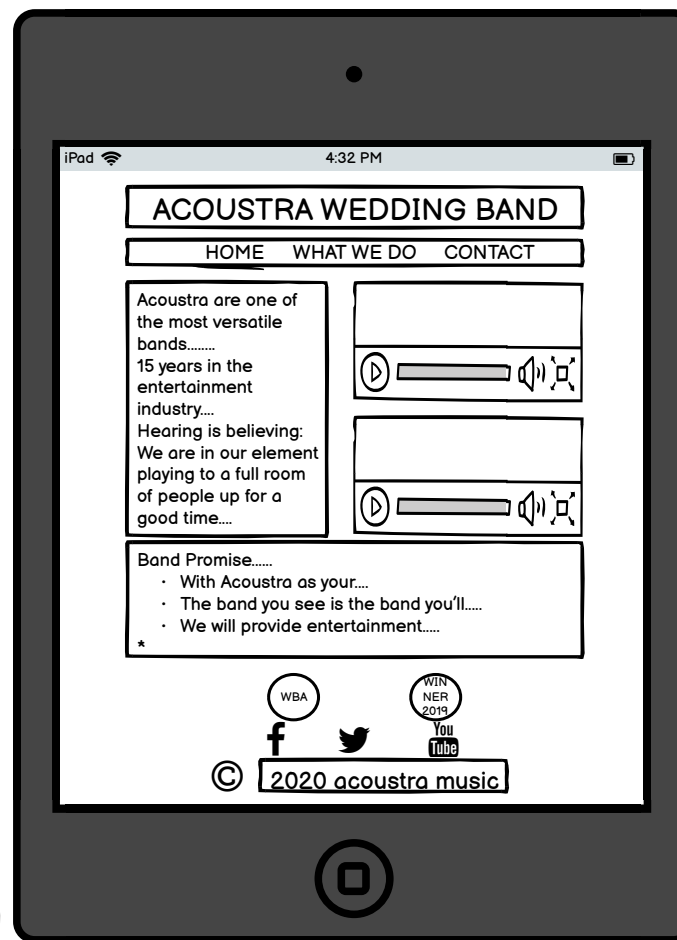 iPad 4:32 PM
ACOUSTRA WEDDING BAND
HOME WHAT WE DO CONTACT
Acoustra are one of
the most versatile
bands........
15 years in the
entertainment
industry....
Hearing is believing:
We are in our element
playing to a full room
of people up for a
good time....
Band Promise......
· With Acoustra as your....
· The band you see is the band you'll.....
· We will provide entertainment.....
*
WBA
WIN
NER
2019
You
Tube
© 2020 acoustra music